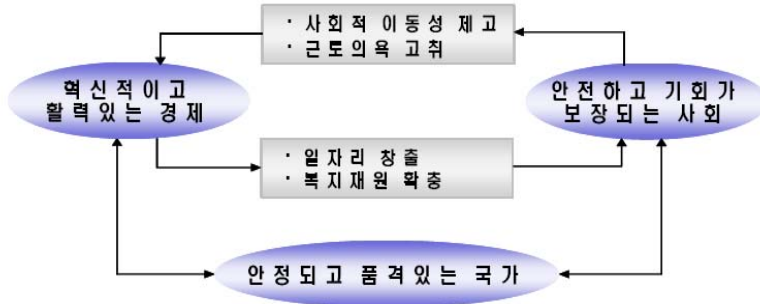 · 사회적 이동성 제고
· 근로의욕 고취
혁신적이고
활력있는 경제
안전하고 기회가
보장되는 사회
· 일자리 창출
· 복지재원 확충
안정되고 품격있는 국가